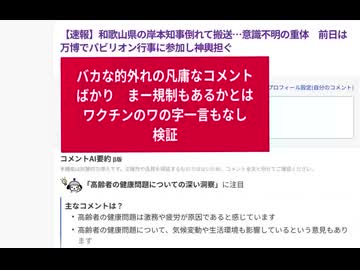 【速報】和歌山県の岸本知事倒れて搬送…意識不明の重体 前日は
万博でパビリオン行事に参加し神輿担ぐ
バカな的外れの凡庸なコメント
ばかり まー規制もあるかとは
ワクチンのワの字一言もなし
検証
プロフィール設定(自分のコメント)
コメントAI要約 β版
「高齢者の健康問題についての深い洞察」に注目
主なコメントは？
• 高齢者の健康問題は激務や疲労が原因であると感じています
• 高齢者の健康問題について、気候変動や生活環境も影響しているという意見もあり
ます